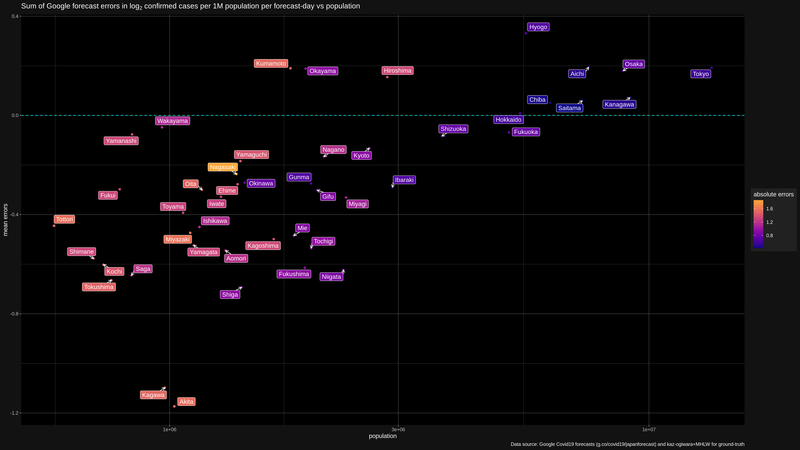 Sum of Google forecast errors in log₂ confirmed cases per 1M population per forecast-day vs population
0.4
Hyogo
Kumamoto
Okayama
Hiroshima
Aichi
Osaka
Tokyo
Chiba
Saitama
Kanagawa
0.0
Wakayama
Hokkaido
Shizuoka
Fukuoka
Yamanashi
Nagano
Kyoto
Yamaguchi
Nagasaki
Oita
Okinawa
Gunma
Ibaraki
Ehime
Fukui
Gifu
Iwate
Miyagi
Toyama
-0.4
Tottori
Ishikawa
Mie
Miyazaki
Tochigi
Kagoshima
Shimane
Yamagata
Aomori
Kochi
Saga
Fukushima
Niigata
Tokushima
Shiga
-0.8
Kagawa
Akita
-1.2
mean errors
1e+06
3e+06
1e+07
population
absolute errors
1.6
1.2
0.8
Data source: Google Covid19 forecasts (g.co/covid19/japanforecast) and kaz-ogiwara+MHLW for ground-truth